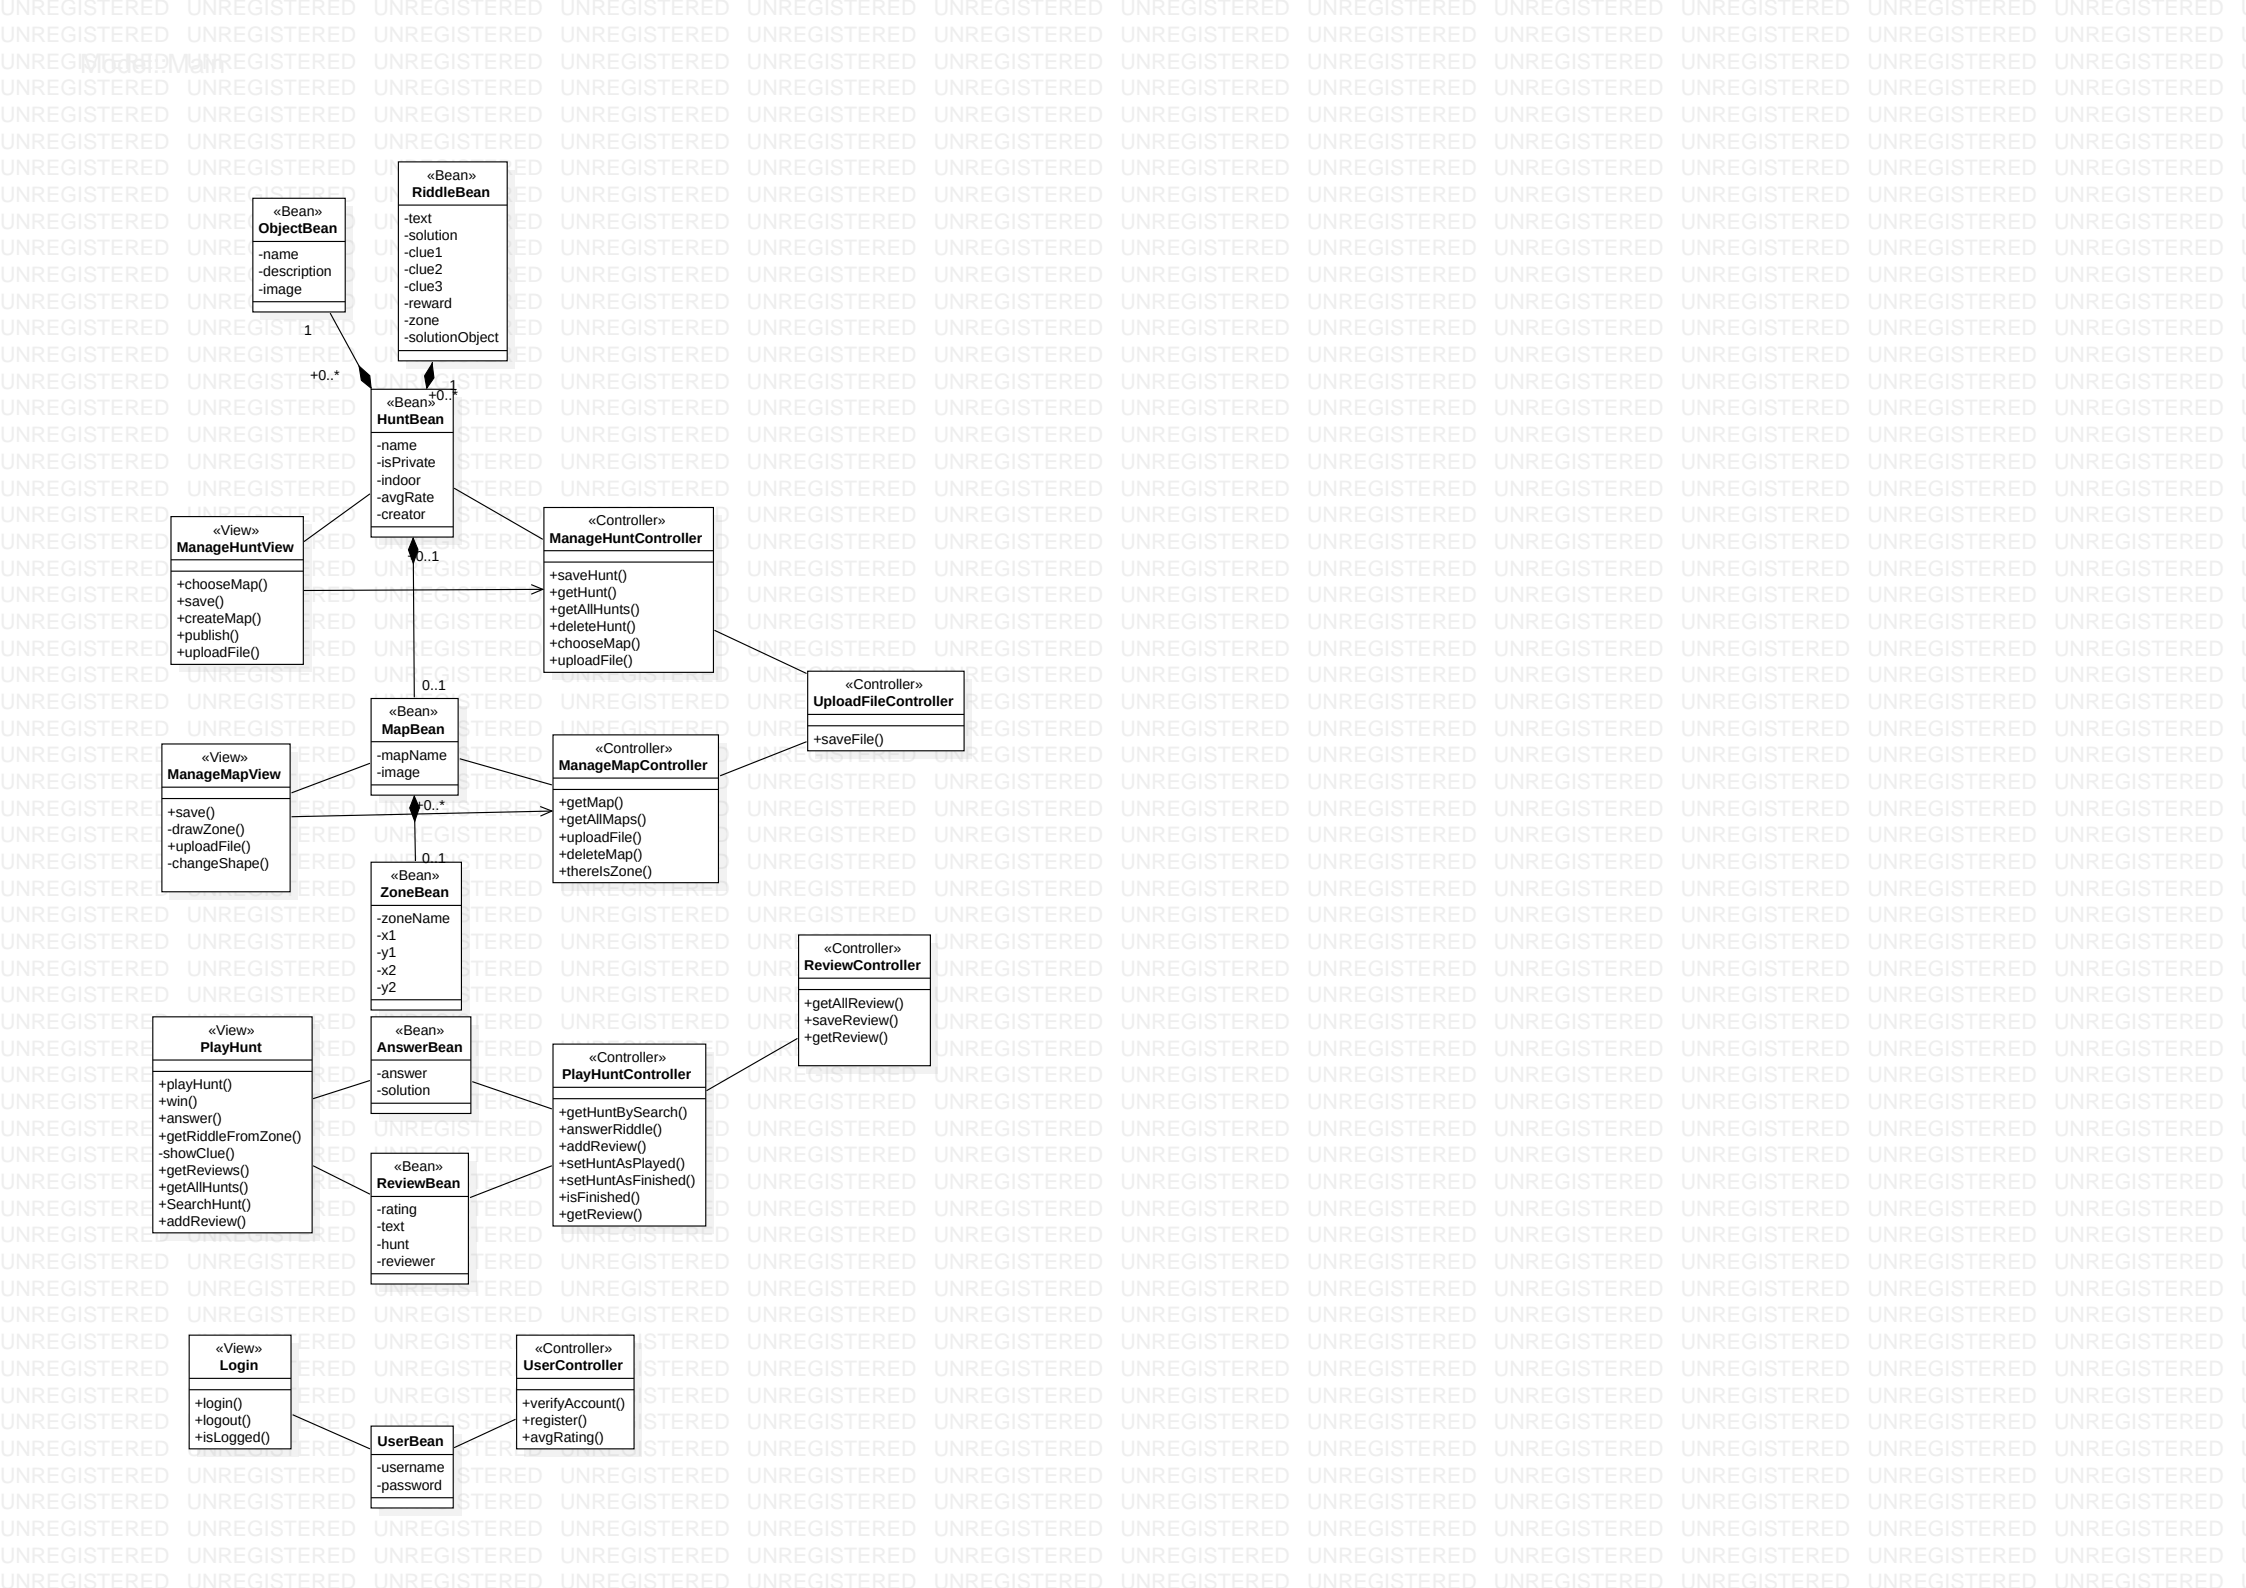 Model::Main
«Bean»
RiddleBean
-text
-solution
-clue1
-clue2
-clue3
-reward
-zone
-solutionObject
«Bean»
ObjectBean
-name
-description
-image
1
+0..*
1
+0..*
«Bean»
HuntBean
-name
-isPrivate
-indoor
-avgRate
-creator
+0..1
0..1
«View»
ManageHuntView
+chooseMap()
+save()
+createMap()
+publish()
+uploadFile()
«Controller»
ManageHuntController
+saveHunt()
+getHunt()
+getAllHunts()
+deleteHunt()
+chooseMap()
+uploadFile()
«Controller»
UploadFileController
+saveFile()
«Bean»
MapBean
-mapName
-image
+0..*
0..1
«View»
ManageMapView
+save()
-drawZone()
+uploadFile()
-changeShape()
«Controller»
ManageMapController
+getMap()
+getAllMaps()
+uploadFile()
+deleteMap()
+thereIsZone()
«Bean»
ZoneBean
-zoneName
-x1
-y1
-x2
-y2
«Controller»
ReviewController
+getAllReview()
+saveReview()
+getReview()
«View»
PlayHunt
+playHunt()
+win()
+answer()
+getRiddleFromZone()
-showClue()
+getReviews()
+getAllHunts()
+SearchHunt()
+addReview()
«Bean»
AnswerBean
-answer
-solution
«Controller»
PlayHuntController
+getHuntBySearch()
+answerRiddle()
+addReview()
+setHuntAsPlayed()
+setHuntAsFinished()
+isFinished()
+getReview()
«Bean»
ReviewBean
-rating
-text
-hunt
-reviewer
«View»
Login
+login()
+logout()
+isLogged()
«Controller»
UserController
+verifyAccount()
+register()
+avgRating()
UserBean
-username
-password
UNREGISTERED